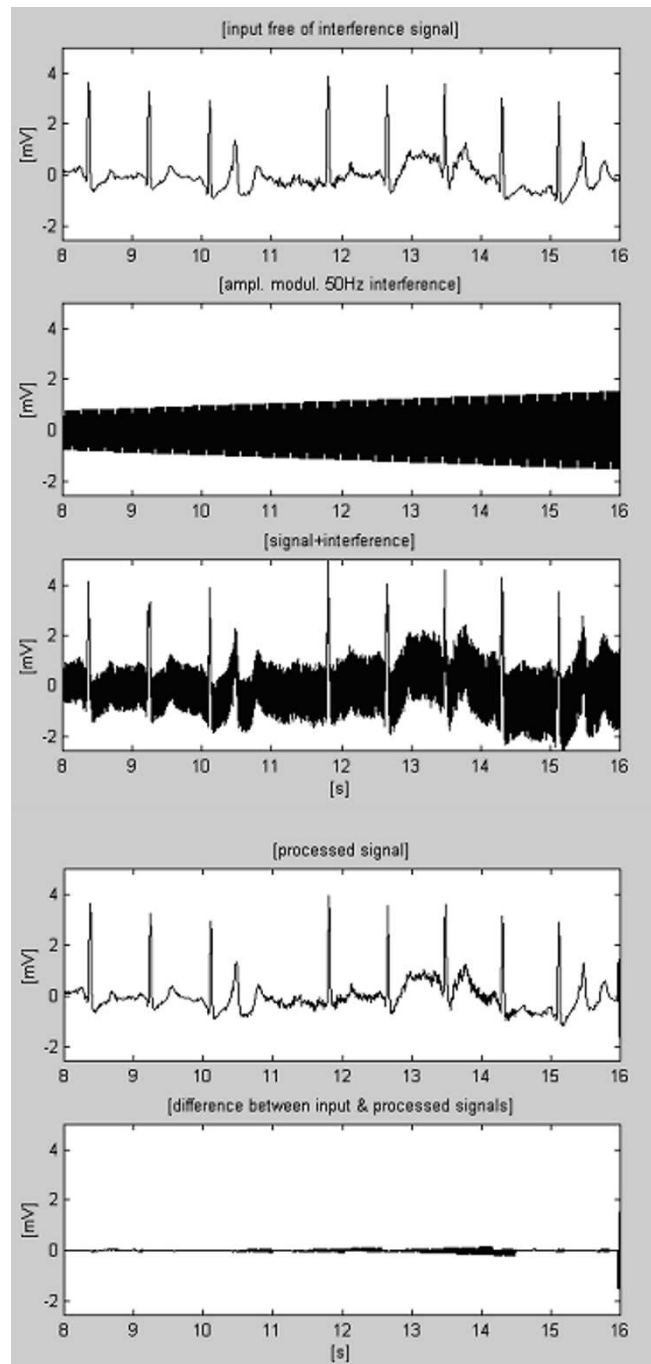 [input free of interference signal]
4
2
0
-2
[mV]
8 9 10 11 12 13 14 15 16
[ampl. modul. 50Hz interference]
4
2
0
-2
[mV]
8 9 10 11 12 13 14 15 16
[signal+interference]
4
2
0
-2
[mV]
8 9 10 11 12 13 14 15 16
[s]
[processed signal]
4
2
0
-2
[mV]
8 9 10 11 12 13 14 15 16
[difference between input & processed signals]
4
2
0
-2
[mV]
8 9 10 11 12 13 14 15 16
[s]